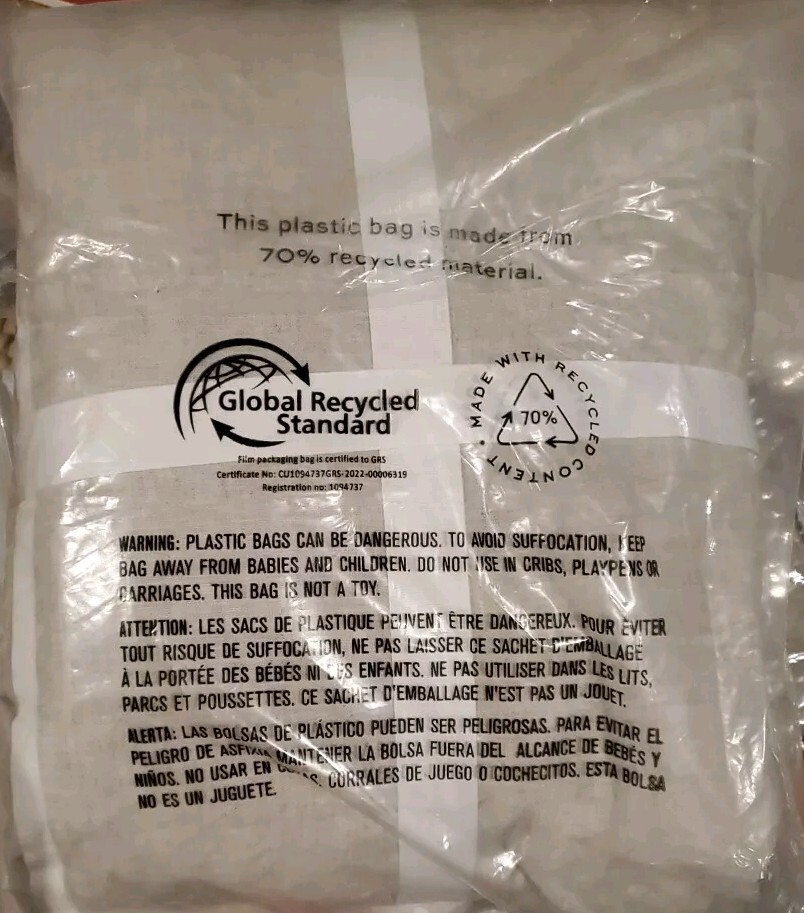 This plastic bag is made from
70% recycled material.
Global Recycled
Standard
Film packaging bag is certified to GRS
Certificate No: CU1094737GRS-2022-00006319
Registration no: 1094737
MADE WITH RECYCLED CONTENT •
70%
WARNING: PLASTIC BAGS CAN BE DANGEROUS. TO AVOID SUFFOCATION, KEEP
BAG AWAY FROM BABIES AND CHILDREN. DO NOT USE IN CRIBS, PLAYPENS OR
CARRIAGES. THIS BAG IS NOT A TOY.
ATTENTION: LES SACS DE PLASTIQUE PEUVENT ÊTRE DANGEREUX. POUR ÉVITER
TOUT RISQUE DE SUFFOCATION, NE PAS LAISSER CE SACHET D'EMBALLAGE
À LA PORTÉE DES BÉBÉS NI DES ENFANTS. NE PAS UTILISER DANS LES LITS,
PARCS ET POUSSETTES. CE SACHET D'EMBALLAGE N'EST PAS UN JOUET.
ALERTA: LAS BOLSAS DE PLÁSTICO PUEDEN SER PELIGROSAS. PARA EVITAR EL
PELIGRO DE ASFIXIA MANTENER LA BOLSA FUERA DEL ALCANCE DE BEBÉS Y
NIÑOS. NO USAR EN CORRALES DE JUEGO O COCHECITOS. ESTA BOLSA
NO ES UN JUGUETE.